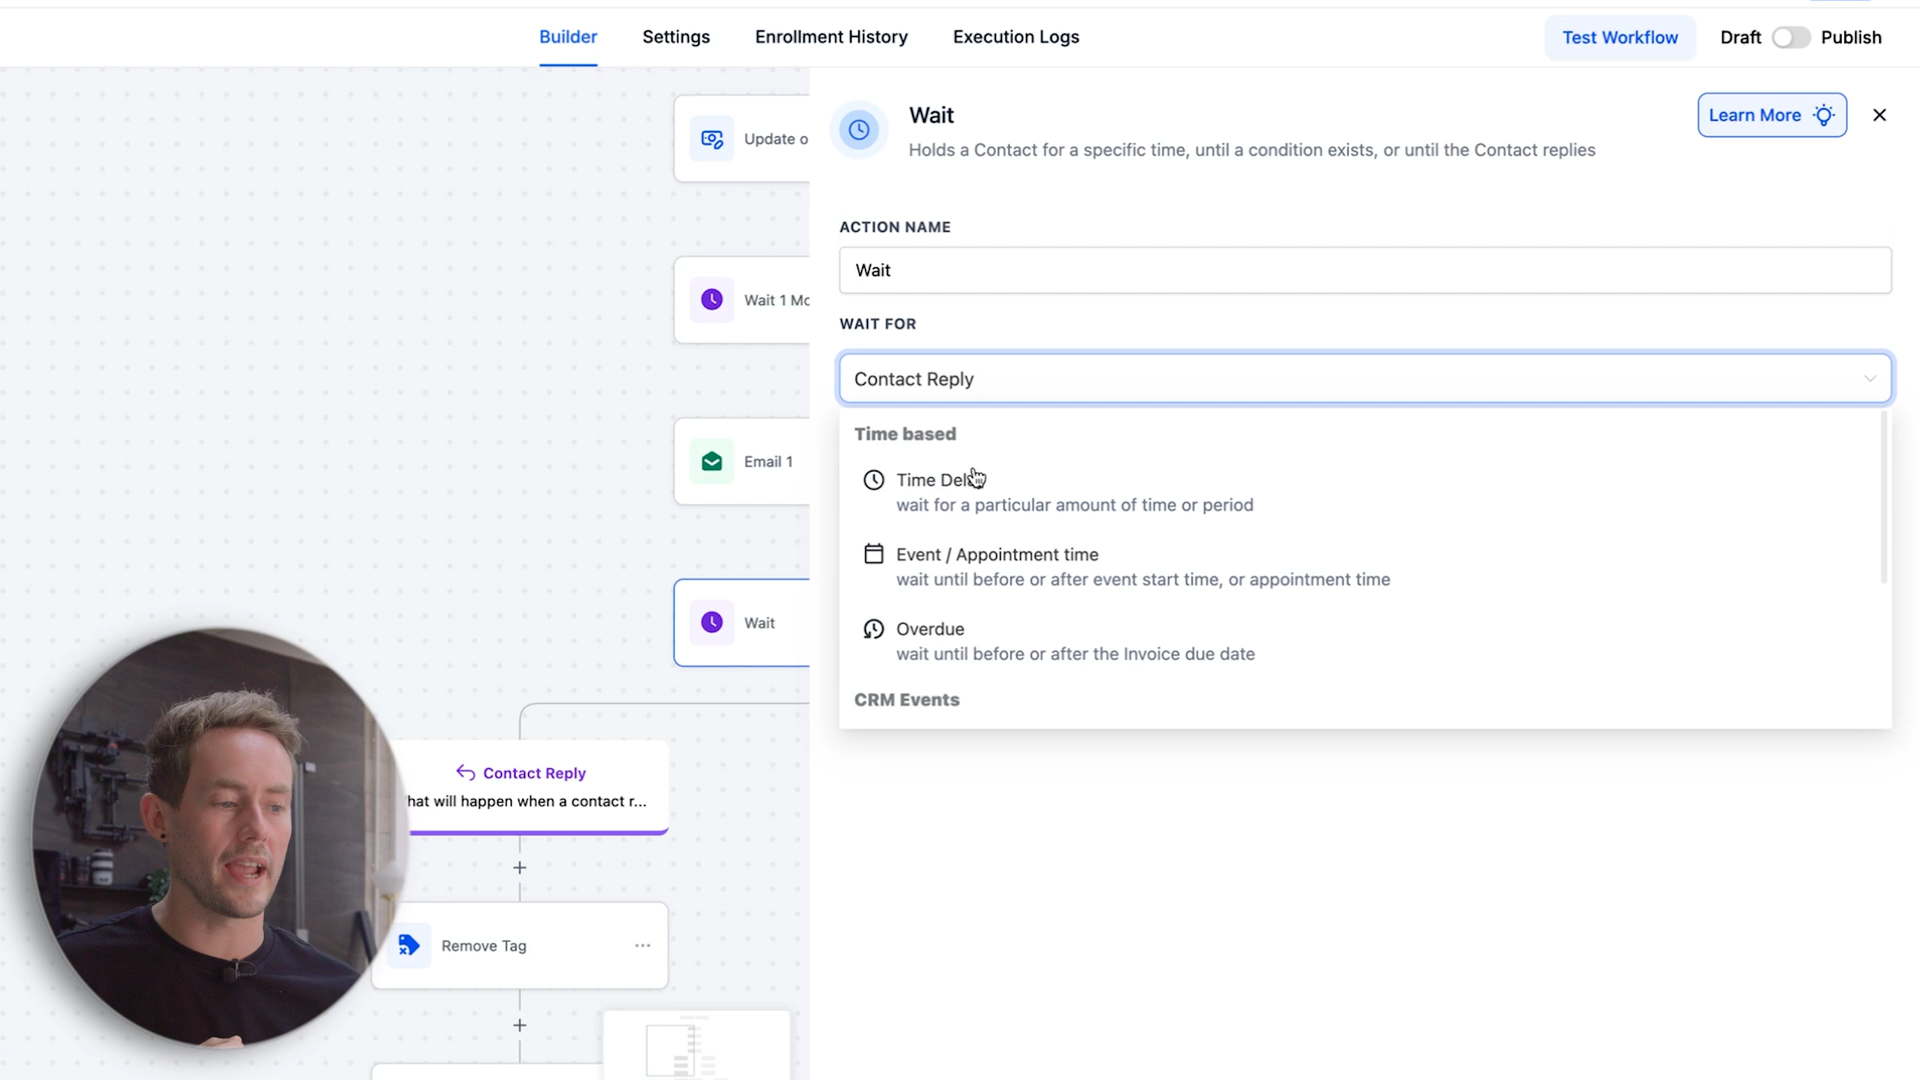 Builder
Settings
Enrollment History
Execution Logs
Test Workflow
Draft
Publish
Update o
Wait 1 Mo
Email 1
Wait
Contact Reply
hat will happen when a contact r...
Remove Tag
Wait
Holds a Contact for a specific time, until a condition exists, or until the Contact replies
Learn More
ACTION NAME
Wait
WAIT FOR
Contact Reply
Time based
Time Del
wait for a particular amount of time or period
Event / Appointment time
wait until before or after event start time, or appointment time
Overdue
wait until before or after the Invoice due date
CRM Events